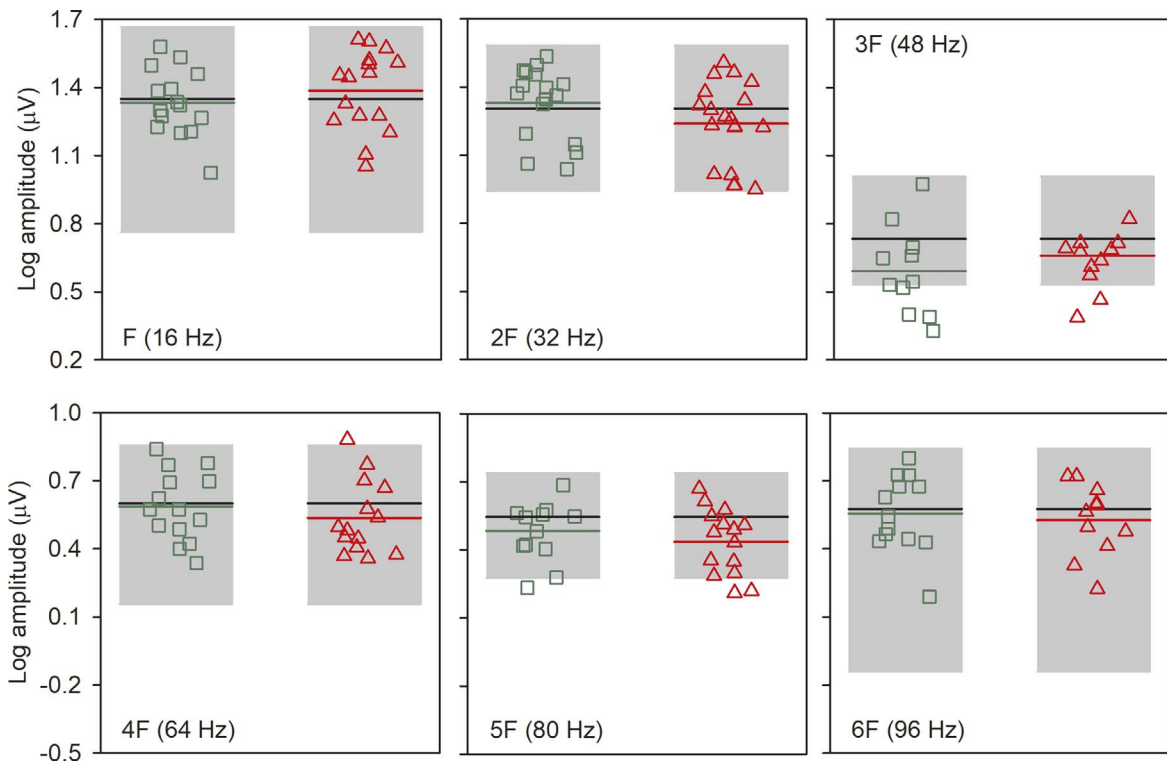 1.7
1.4
1.1
0.8
0.5
0.2
Log amplitude (µV)
F (16 Hz)
2F (32 Hz)
3F (48 Hz)
1.0
0.7
0.4
0.1
-0.2
-0.5
Log amplitude (µV)
4F (64 Hz)
5F (80 Hz)
6F (96 Hz)